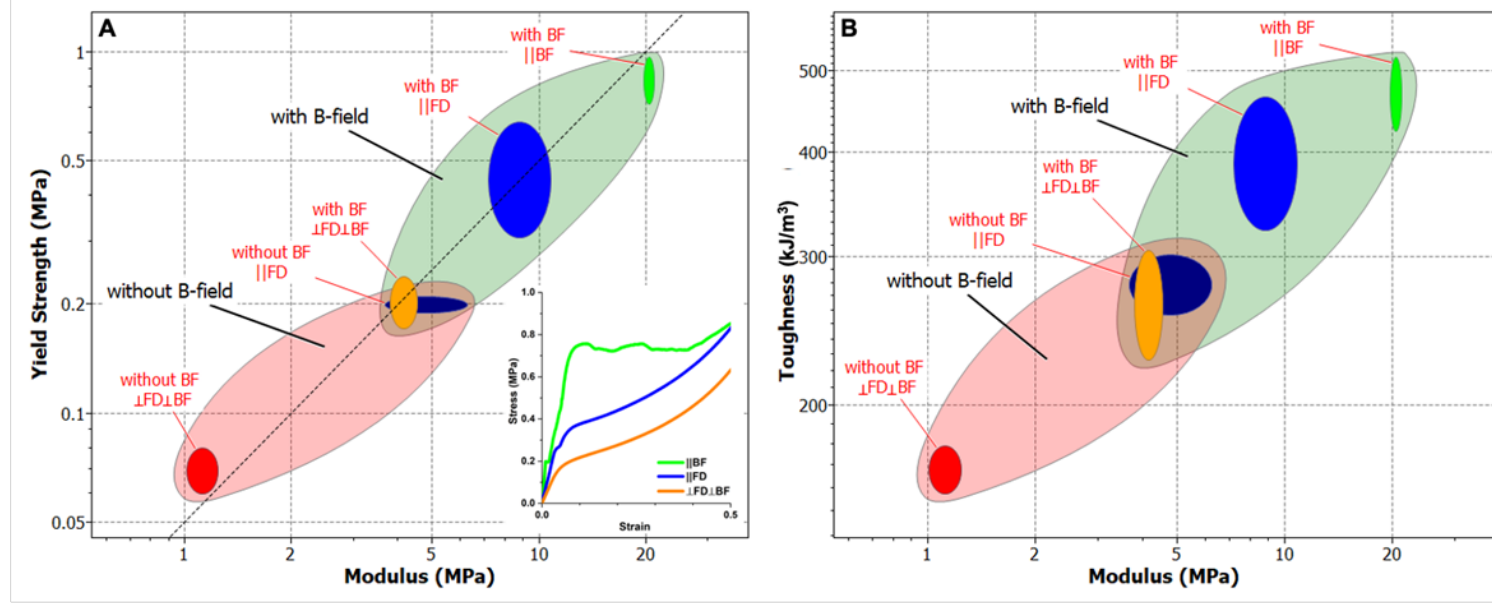 A
Yield Strength (MPa)
1
0.5
0.2
0.1
0.05
1
2
5
10
20
Modulus (MPa)
with BF
||BF
with BF
||FD
with B-field
with BF
⊥FD⊥BF
without BF
||FD
without B-field
without BF
⊥FD⊥BF
Stress (MPa)
1.0
0.8
0.6
0.4
0.2
0.0
0.0
0.5
Strain
||BF
||FD
⊥FD⊥BF
B
Toughness (kJ/m³)
500
400
300
200
1
2
5
10
20
Modulus (MPa)
with BF
||BF
with BF
||FD
with B-field
with BF
⊥FD⊥BF
without BF
||FD
without B-field
without BF
⊥FD⊥BF